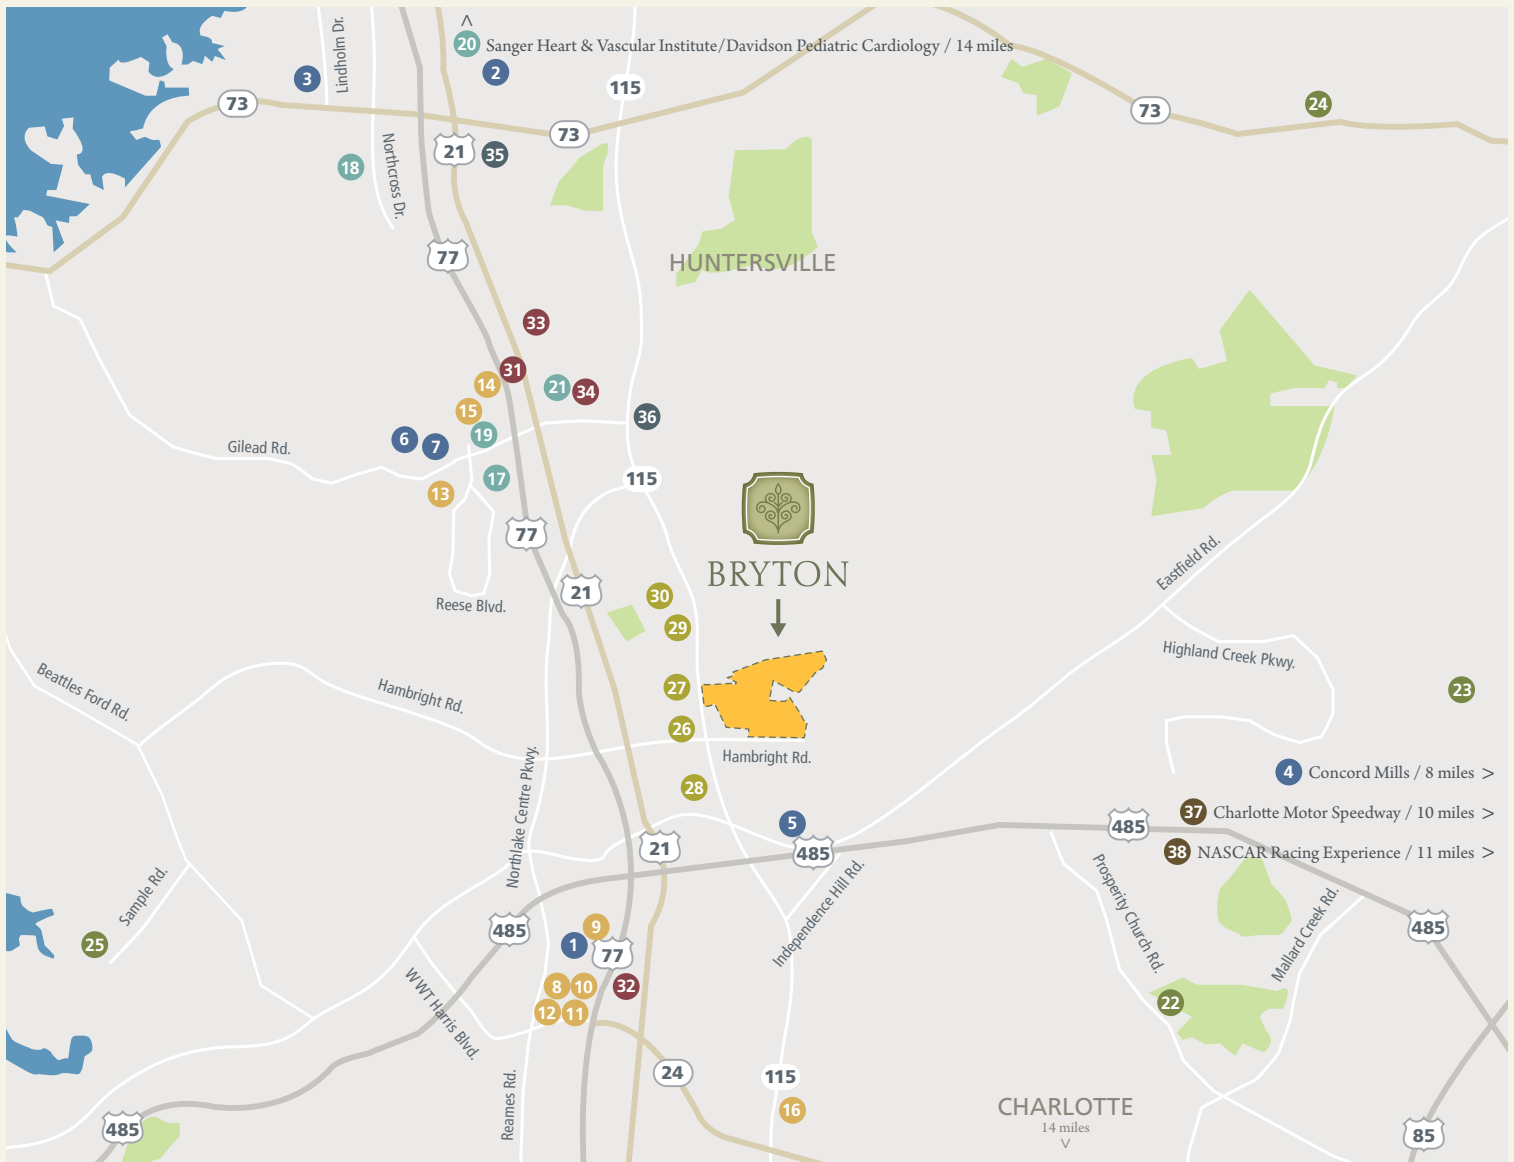 ^
20 Sanger Heart & Vascular Institute/Davidson Pediatric Cardiology / 14 miles
Lindholm Dr.
3
2
115
73
73
73
24
21
35
Northcross Dr.
18
77
HUNTERSVILLE
33
31
14
21
34
15
36
19
6
7
Gilead Rd.
17
115
13
77
BRYTON
Eastfield Rd.
21
30
Reese Blvd.
29
Highland Creek Pkwy.
Beattles Ford Rd.
Hambright Rd.
27
23
26
Hambright Rd.
4 Concord Mills / 8 miles >
28
Northlake Centre Pkwy.
37 Charlotte Motor Speedway / 10 miles >
5
485
485
21
38 NASCAR Racing Experience / 11 miles >
Sample Rd.
Independence Hill Rd.
Prosperity Church Rd.
Mallard Creek Rd.
9
485
485
25
1
77
8
10
32
WWT Harris Blvd.
22
12
11
24
115
Reames Rd.
16
CHARLOTTE
14 miles
v
485
85